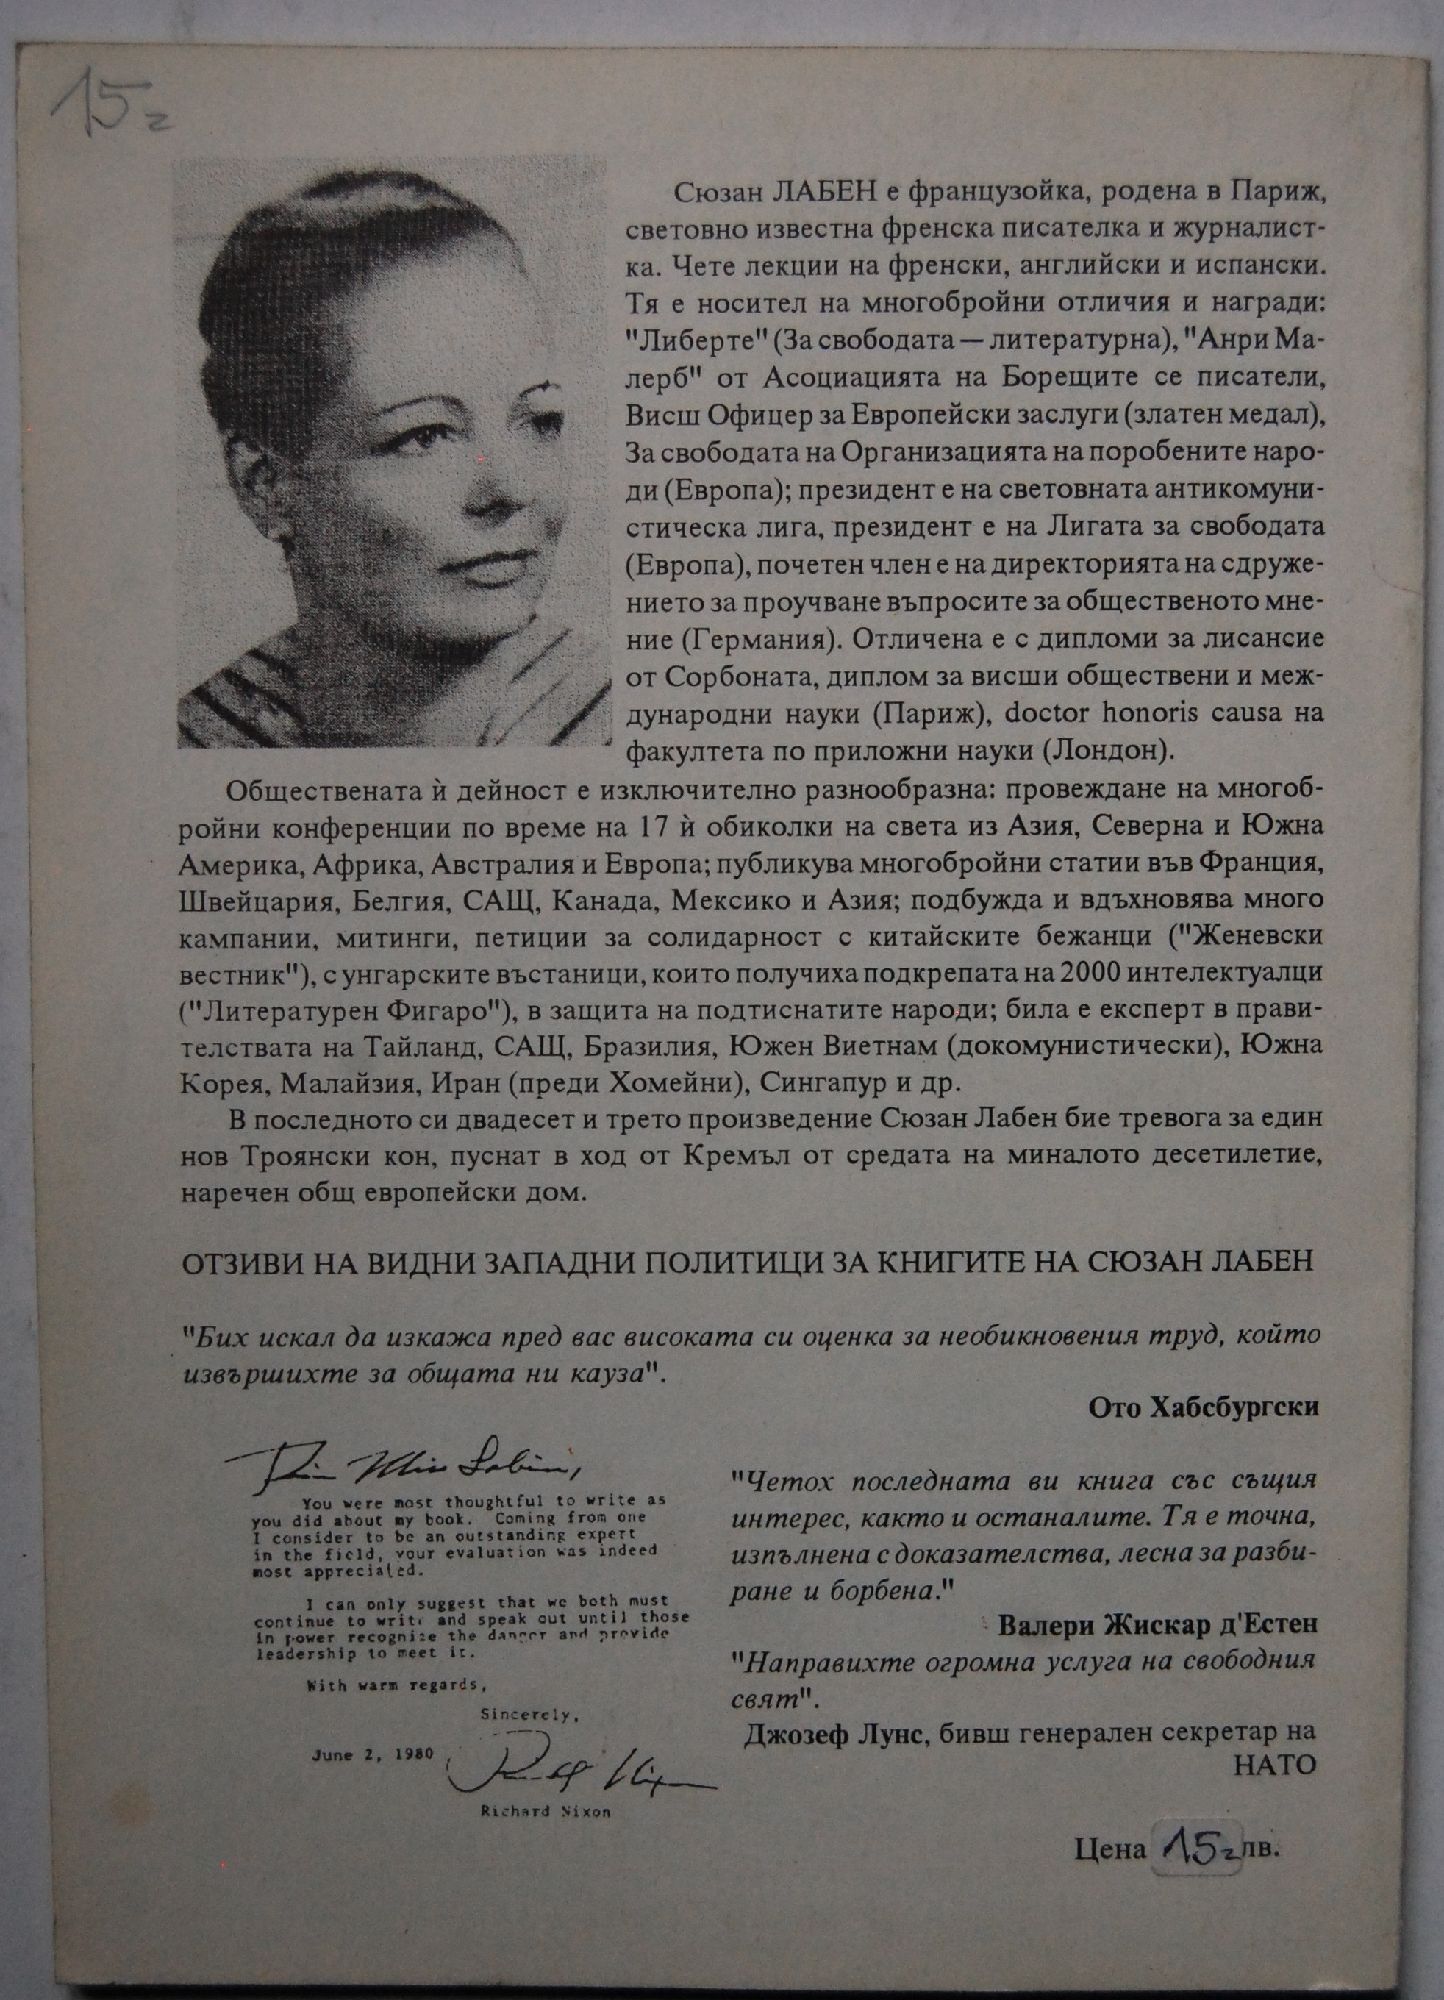 15
Сюзан ЛАБЕН е французойка, родена в Париж,
световно известна френска писателка и журналист-
ка. Чете лекции на френски, английски и испански.
Тя е носител на многобройни отличия и награди:
"Либерте" (За свободата — литературна), "Анри Ма-
лерб" от Асоциацията на Борещите се писатели,
Висш Офицер за Европейски заслуги (златен медал),
За свободата на Организацията на поробените наро-
ди (Европа); президент е на световната антикомуни-
стическа лига, президент е на Лигата за свободата
(Европа), почетен член е на директорията на сдруже-
нието за проучване въпросите за общественото мне-
ние (Германия). Отличена е с дипломи за лисансие
от Сорбоната, диплом за висши обществени и меж-
дународни науки (Париж), doctor honoris causa на
факултета по приложни науки (Лондон).
Обществената ѝ дейност е изключително разнообразна: провеждане на многоб-
ройни конференции по време на 17 ѝ обиколки на света из Азия, Северна и Южна
Америка, Африка, Австралия и Европа; публикува многобройни статии във Франция,
Швейцария, Белгия, САЩ, Канада, Мексико и Азия; подбужда и вдъхновява много
кампании, митинги, петиции за солидарност с китайските бежанци ("Женевски
вестник"), с унгарските въстаници, които получиха подкрепата на 2000 интелектуалци
("Литературен Фигаро"), в защита на подтиснатите народи; била е експерт в прави-
телствата на Тайланд, САЩ, Бразилия, Южен Виетнам (докомунистически), Южна
Корея, Малайзия, Иран (преди Хомейни), Сингапур и др.
В последното си двадесет и трето произведение Сюзан Лабен бие тревога за един
нов Троянски кон, пуснат в ход от Кремъл от средата на миналото десетилетие,
наречен общ европейски дом.
ОТЗИВИ НА ВИДНИ ЗАПАДНИ ПОЛИТИЦИ ЗА КНИГИТЕ НА СЮЗАН ЛАБЕН
"Бих искал да изкажа пред вас високата си оценка за необикновения труд, който
извършихте за общата ни кауза".
Ото Хабсбургски
Miss Labin,
You were most thoughtful to write as
you did about my book. Coming from one
I consider to be an outstanding expert
in the field, your evaluation was indeed
most appreciated.
I can only suggest that we both must
continue to write and speak out until those
in power recognize the danger and provide
leadership to meet it.
With warm regards,
Sincerely,
June 2, 1980
Richard Nixon
"Четох последната ви книга със същия
интерес, както и останалите. Тя е точна,
изпълнена с доказателства, лесна за разби-
ране и борбена."
Валери Жискар д'Естен
"Направихте огромна услуга на свободния
свят".
Джозеф Лунс, бивш генерален секретар на
НАТО
Цена 15 лв.